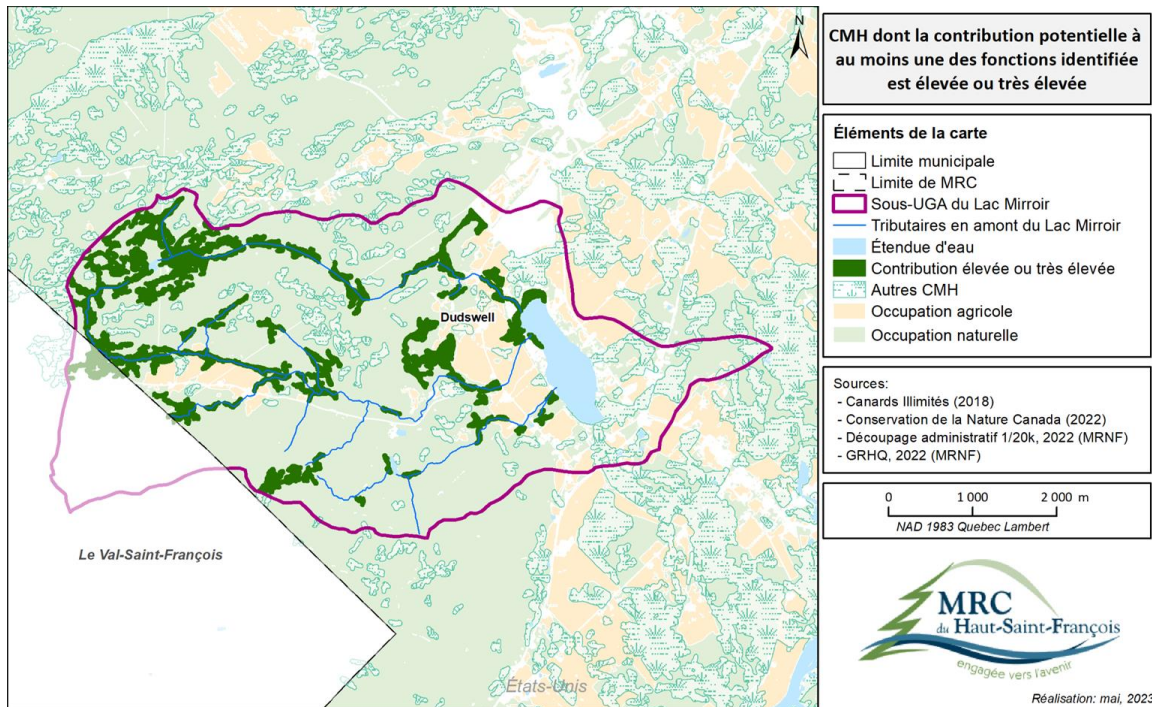 N
Dudswell
Le Val-Saint-François
États-Unis
CMH dont la contribution potentielle à
au moins une des fonctions identifiée
est élevée ou très élevée
Éléments de la carte
Limite municipale
Limite de MRC
Sous-UGA du Lac Mirroir
Tributaires en amont du Lac Mirroir
Étendue d'eau
Contribution élevée ou très élevée
Autres CMH
Occupation agricole
Occupation naturelle
Sources:
- Canards Illimités (2018)
- Conservation de la Nature Canada (2022)
- Découpage administratif 1/20k, 2022 (MRNF)
- GRHQ, 2022 (MRNF)
0 1 000 2 000 m
NAD 1983 Quebec Lambert
MRC
du Haut-Saint-François
engagée vers l'avenir
Réalisation: mai, 2023